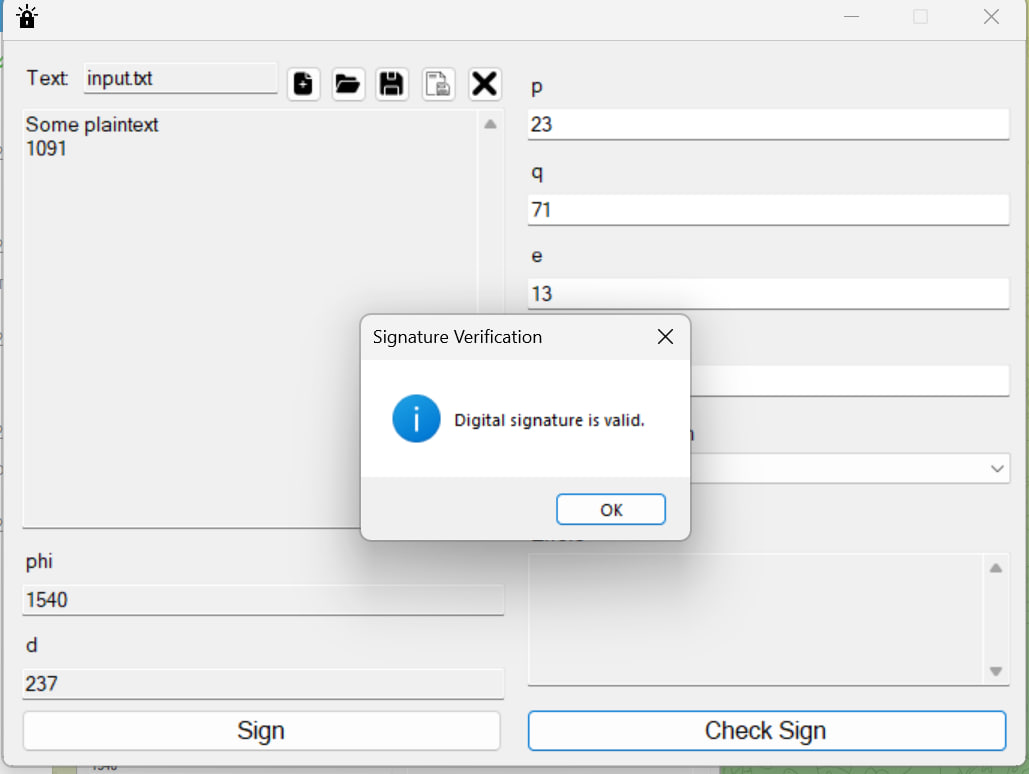 Text: input.txt
Some plaintext
1091
p
23
q
71
e
13
Signature Verification
Digital signature is valid.
OK
phi
1540
d
237
Sign
Check Sign